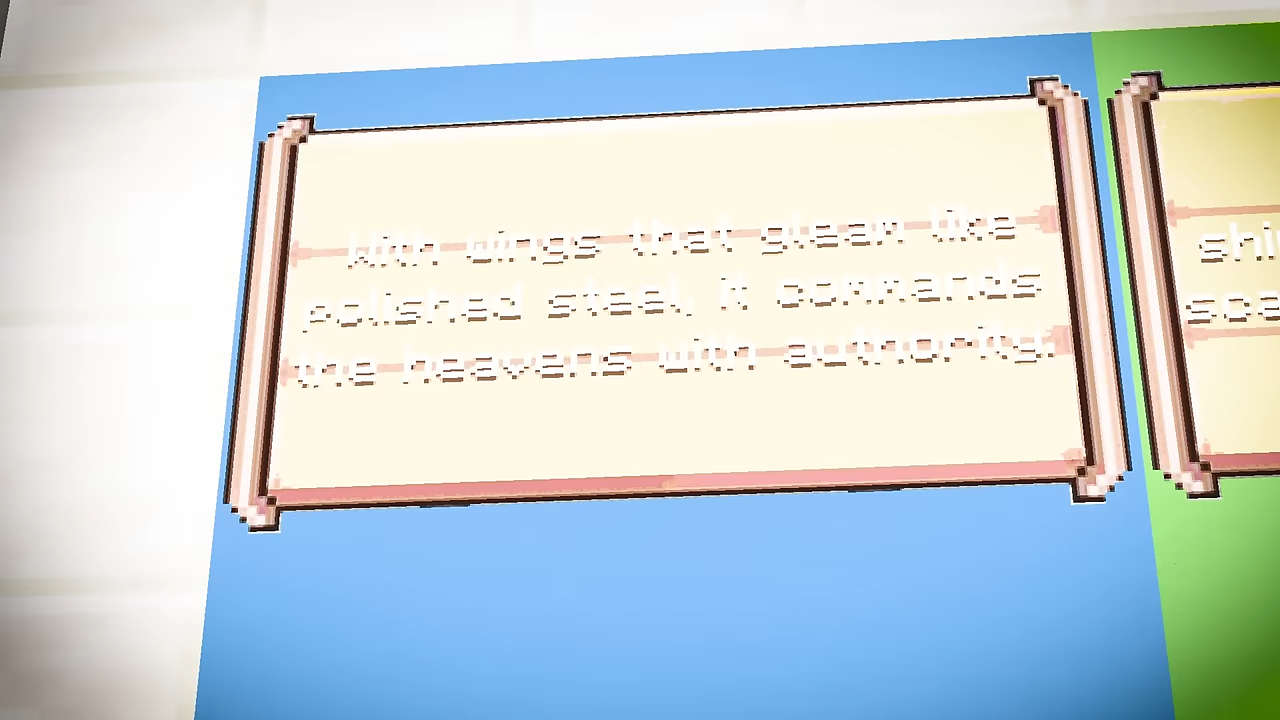 With wings that gleam like
polished steel, it commands
the heavens with authority.